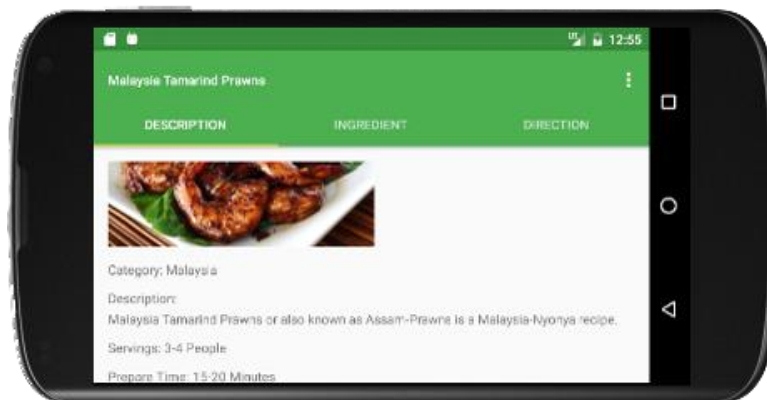 LTE 12:55
Malaysia Tamarind Prawns
DESCRIPTION INGREDIENT DIRECTION
Category: Malaysia
Description:
Malaysia Tamarind Prawns or also known as Assam-Prawns is a Malaysia-Nyonya recipe.
Servings: 3-4 People
Prepare Time: 15-20 Minutes